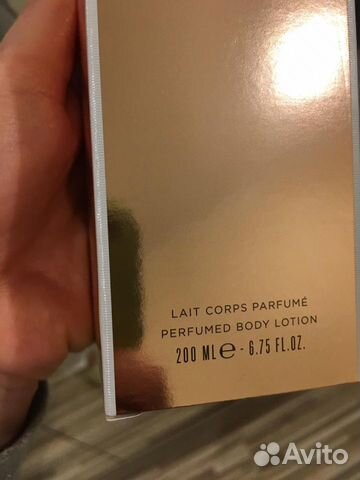 LAIT CORPS PARFUMÉ
PERFUMED BODY LOTION
200 ML℮ - 6.75 FL.OZ.
Avito